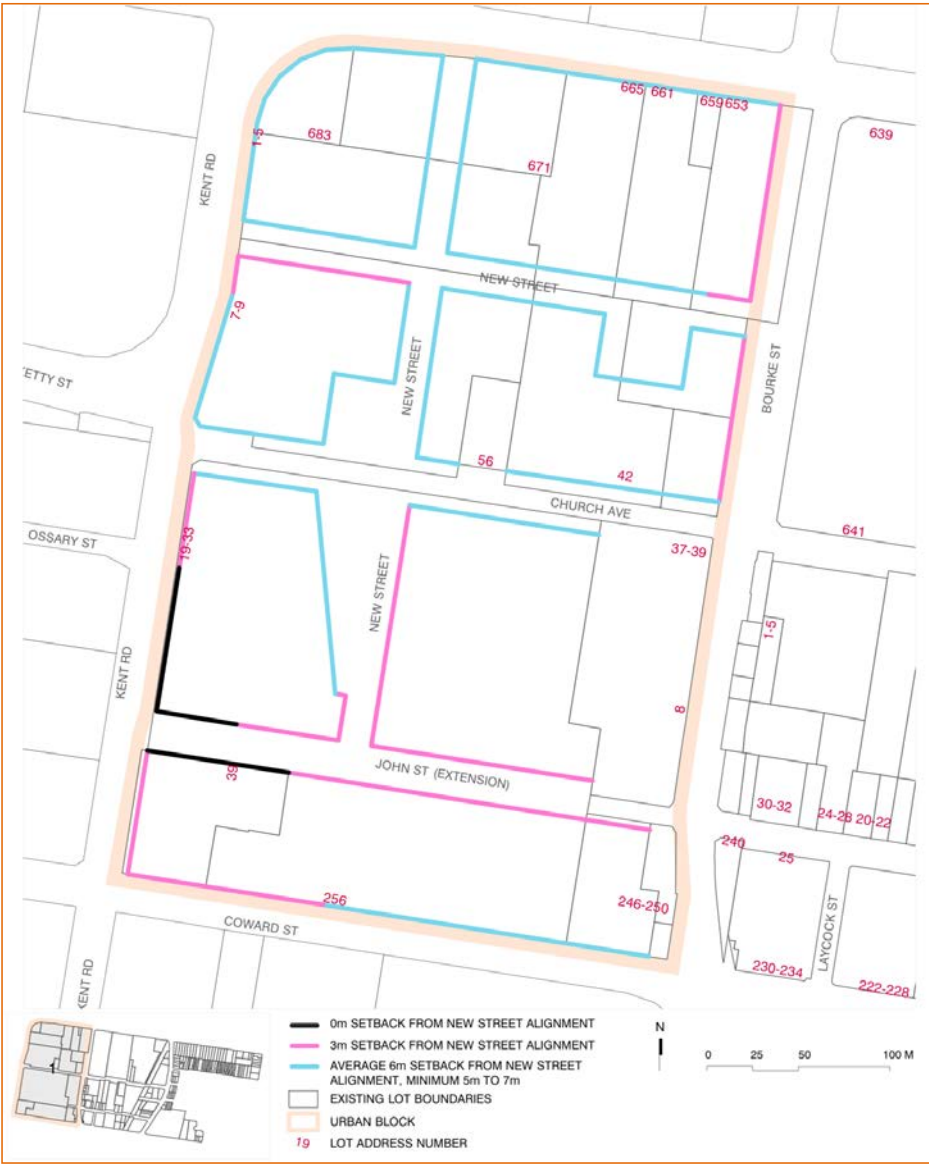 665
661
659
653
683
1-5
639
671
KENT RD
NEW STREET
7-9
NEW STREET
BOURKE ST
ETTY ST
56
42
CHURCH AVE
641
OSSARY ST
19-33
37-39
NEW STREET
1-5
KENT RD
8
JOHN ST (EXTENSION)
39
30-32
24-28
20-22
240
25
256
246-250
COWARD ST
LAYCOCK ST
230-234
222-228
KENT RD
1
0m SETBACK FROM NEW STREET ALIGNMENT
3m SETBACK FROM NEW STREET ALIGNMENT
AVERAGE 6m SETBACK FROM NEW STREET
ALIGNMENT, MINIMUM 5m TO 7m
EXISTING LOT BOUNDARIES
URBAN BLOCK
19 LOT ADDRESS NUMBER
N
0 25 50 100 M